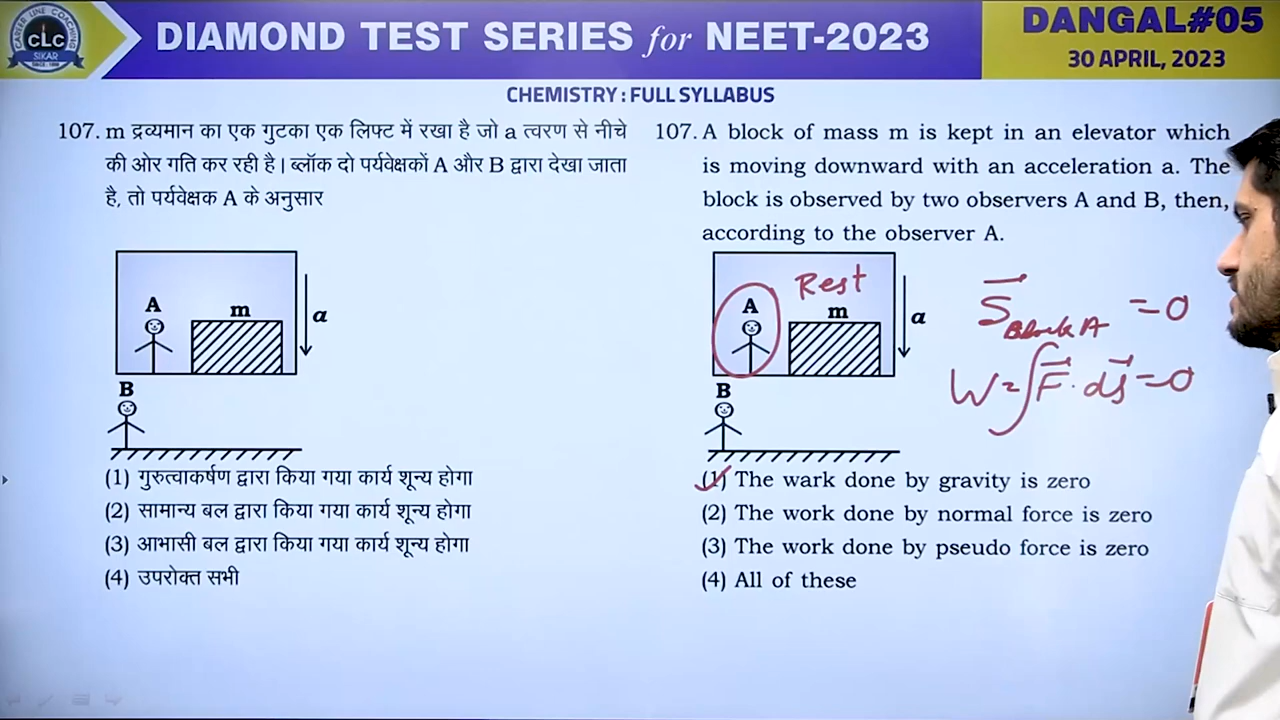 CAREER LINE COACHING
CLC
SIKAR
SINCE: 1996
DIAMOND TEST SERIES for NEET-2023
DANGAL#05
30 APRIL, 2023
CHEMISTRY : FULL SYLLABUS
107. m द्रव्यमान का एक गुटका एक लिफ्ट में रखा है जो a त्वरण से नीचे
की ओर गति कर रही है। ब्लॉक दो पर्यवेक्षकों A और B द्वारा देखा जाता
है, तो पर्यवेक्षक A के अनुसार
A
m
a
B
(1) गुरुत्वाकर्षण द्वारा किया गया कार्य शून्य होगा
(2) सामान्य बल द्वारा किया गया कार्य शून्य होगा
(3) आभासी बल द्वारा किया गया कार्य शून्य होगा
(4) उपरोक्त सभी
107. A block of mass m is kept in an elevator which
is moving downward with an acceleration a. The
block is observed by two observers A and B, then,
according to the observer A.
Rest
A
m
a
B
S Block A = 0
W = ∫F · ds = 0
(1) The wark done by gravity is zero
(2) The work done by normal force is zero
(3) The work done by pseudo force is zero
(4) All of these